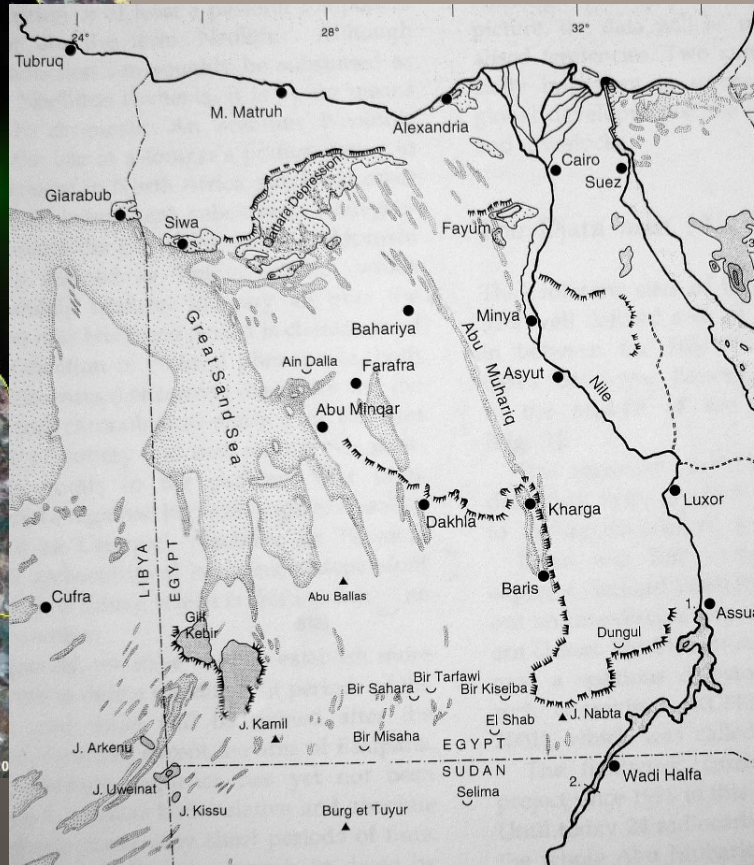 24°
28°
32°
Tubruq
M. Matruh
Alexandria
Cairo
Suez
Giarabub
Siwa
Qattara Depression
Fayum
Bahariya
Minya
Great Sand Sea
Abu Muhariq
Ain Dalla
Farafra
Asyut
Nile
Abu Minqar
Dakhla
Kharga
Luxor
LIBYA
EGYPT
Cufra
Abu Ballas
Baris
1.
Assua
Gilf
Kebir
Dungul
Bir Tarfawi
Bir Sahara
Bir Kiseiba
J. Kamil
El Shab
J. Nabta
J. Arkenu
Bir Misaha
EGYPT
SUDAN
2.
Wadi Halfa
J. Uweinat
Selima
J. Kissu
Burg et Tuyur